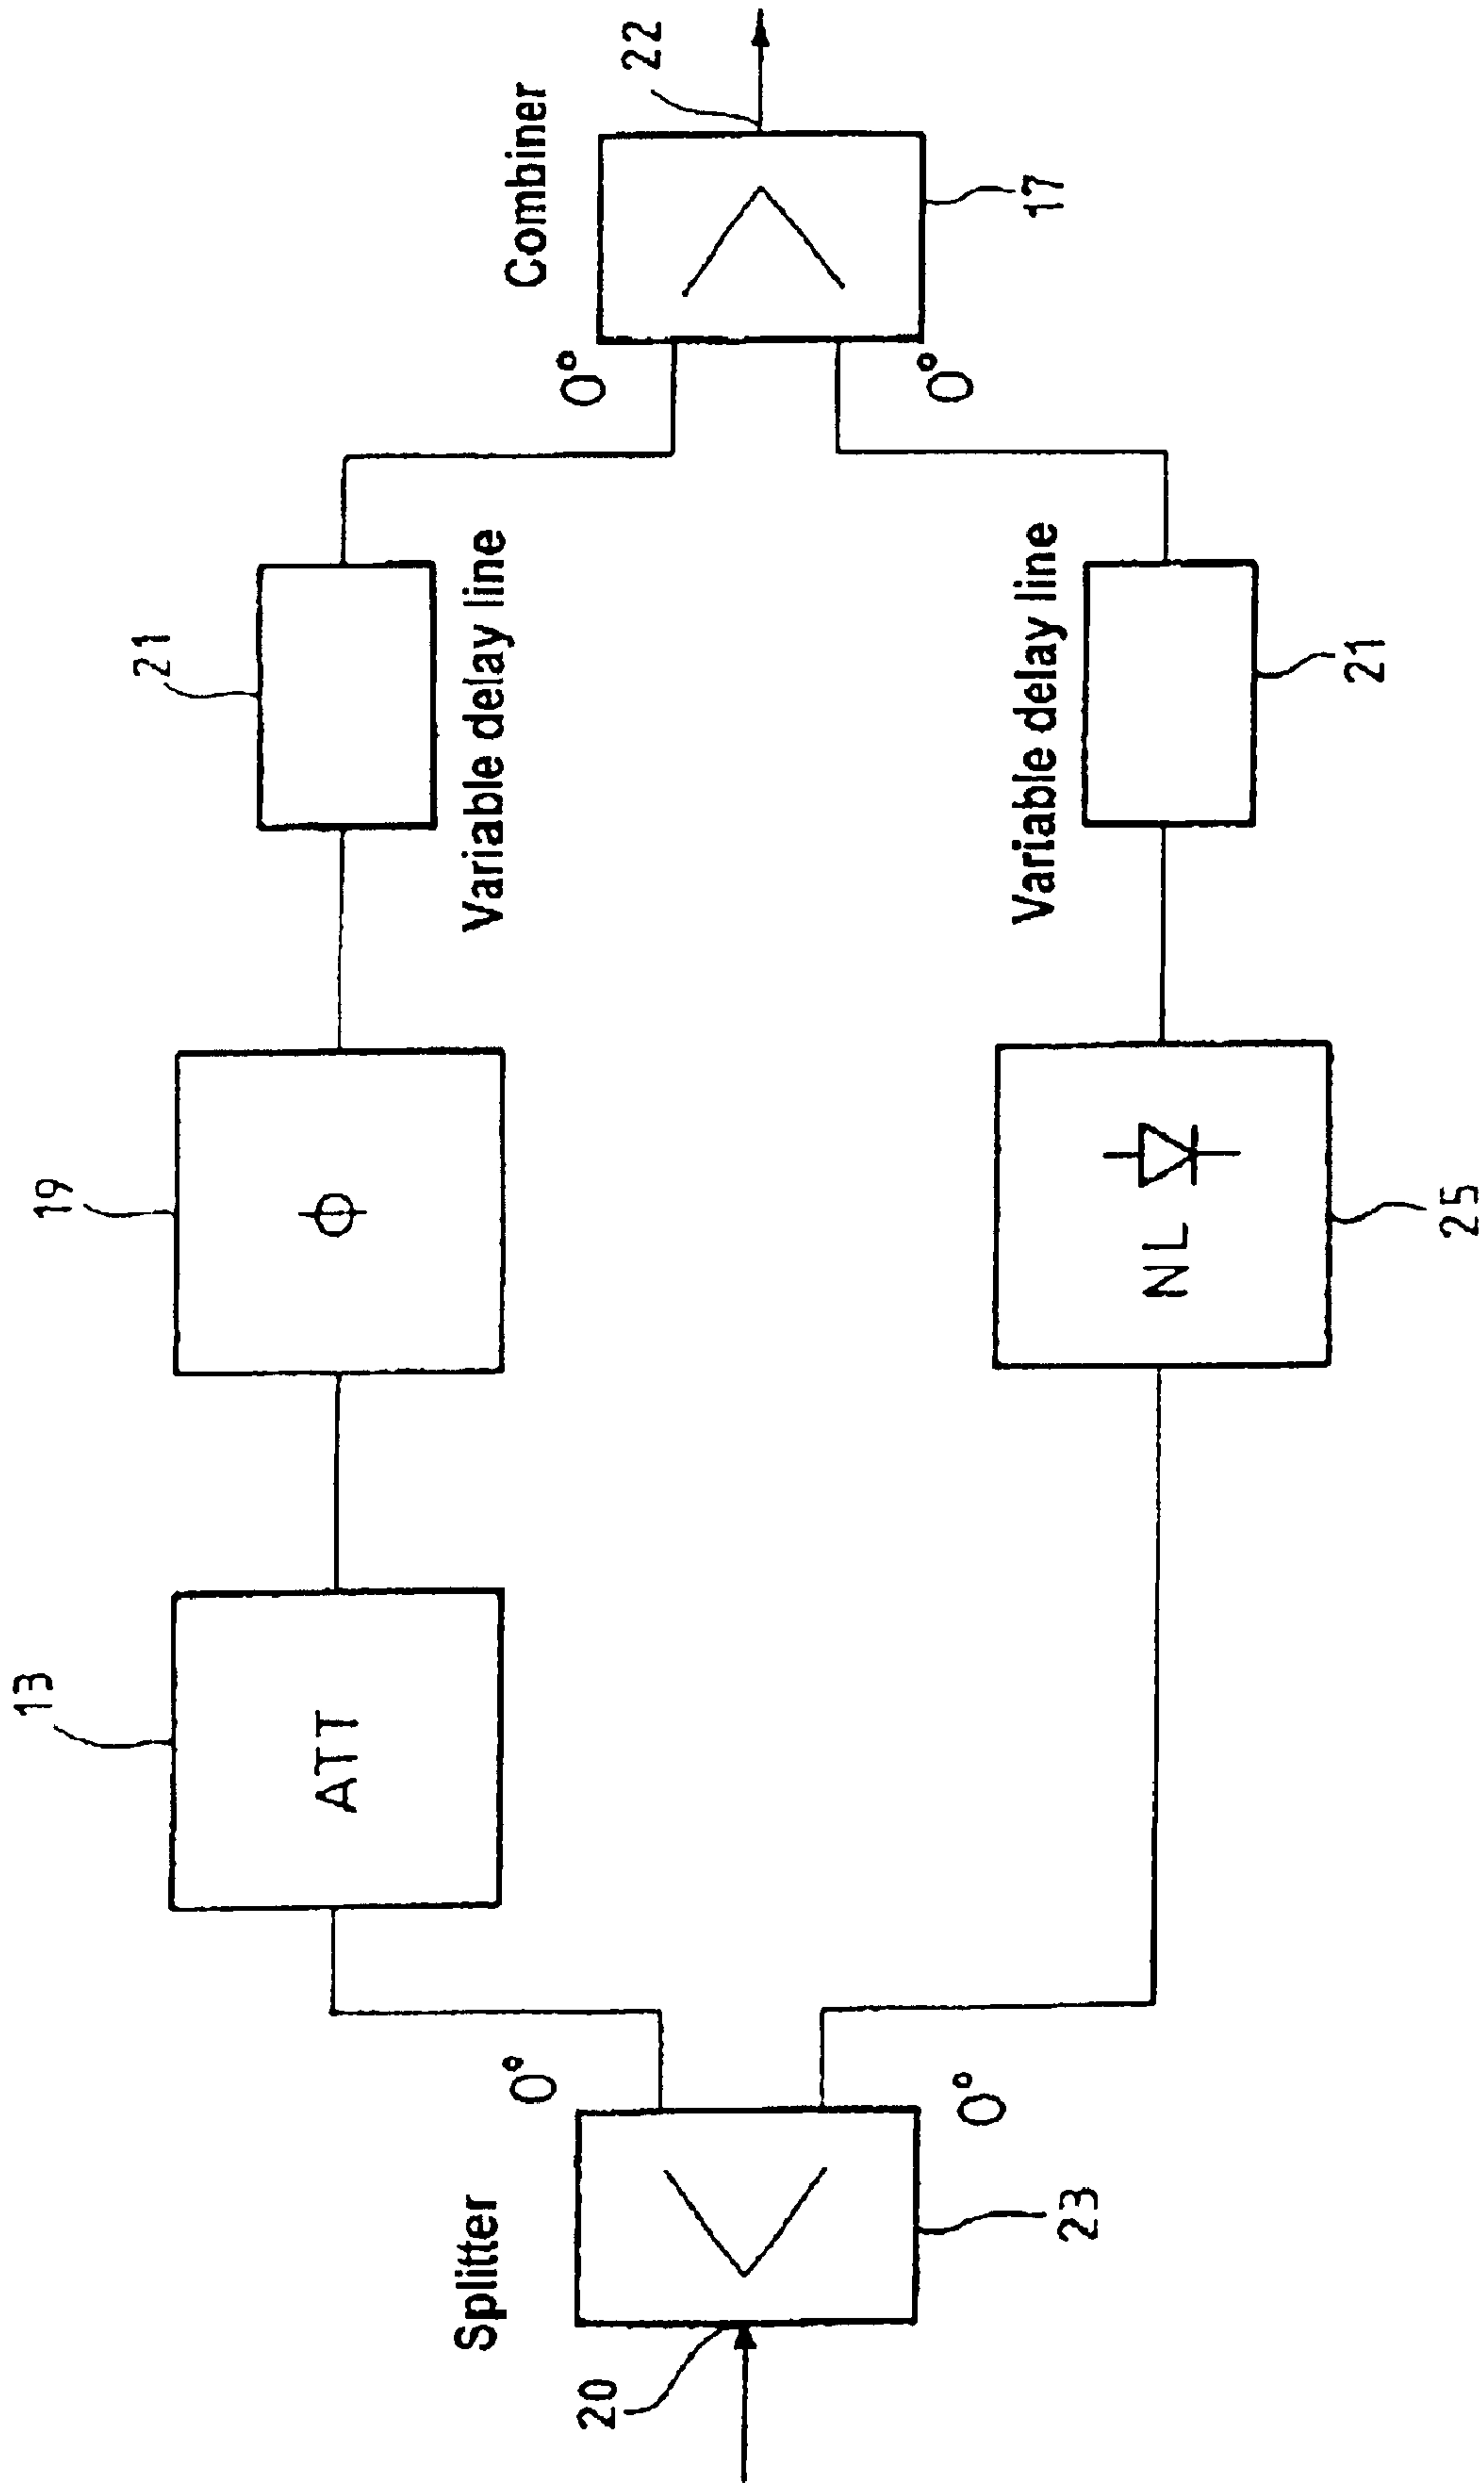 13
19
21
ATT
Φ
Variable delay line
Splitter
0°
0°
Combiner
20
22
23
0°
0°
17
Variable delay line
NL
25
21